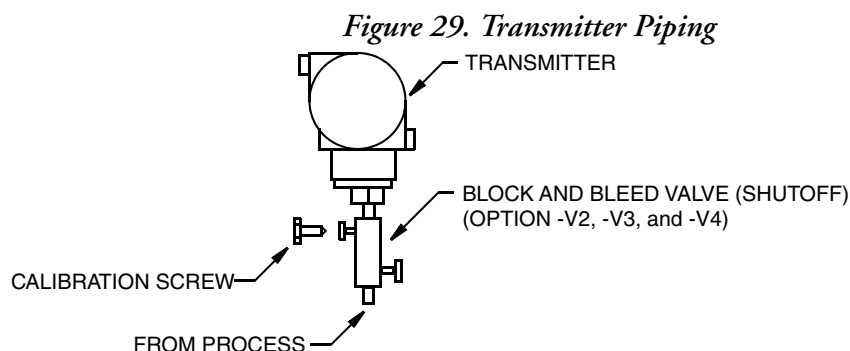 Figure 29. Transmitter Piping
TRANSMITTER
BLOCK AND BLEED VALVE (SHUTOFF)
(OPTION -V2, -V3, and -V4)
CALIBRATION SCREW
FROM PROCESS